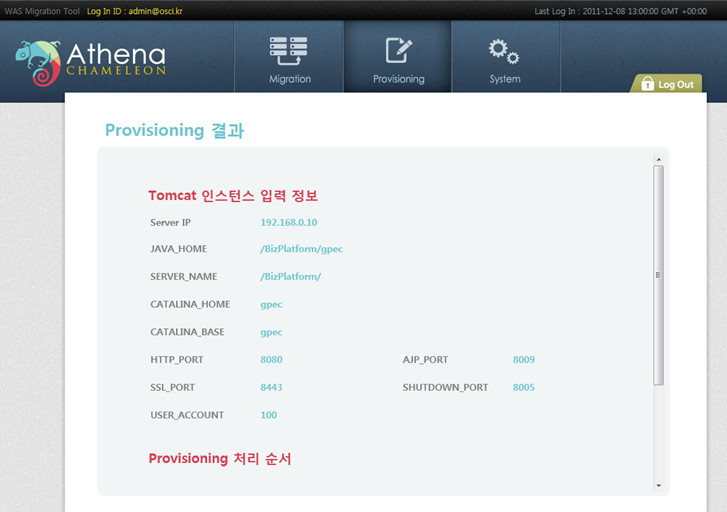 WAS Migration Tool Log In ID : admin@osci.kr Last Log In : 2011-12-08 13:00:00 GMT +00:00
Athena
CHAMELEON
Migration Provisioning System
Log Out
Provisioning 결과
Tomcat 인스턴스 입력 정보
Server IP 192.168.0.10
JAVA_HOME /BizPlatform/gpec
SERVER_NAME /BizPlatform/
CATALINA_HOME gpec
CATALINA_BASE gpec
HTTP_PORT 8080 AJP_PORT 8009
SSL_PORT 8443 SHUTDOWN_PORT 8005
USER_ACCOUNT 100
Provisioning 처리 순서